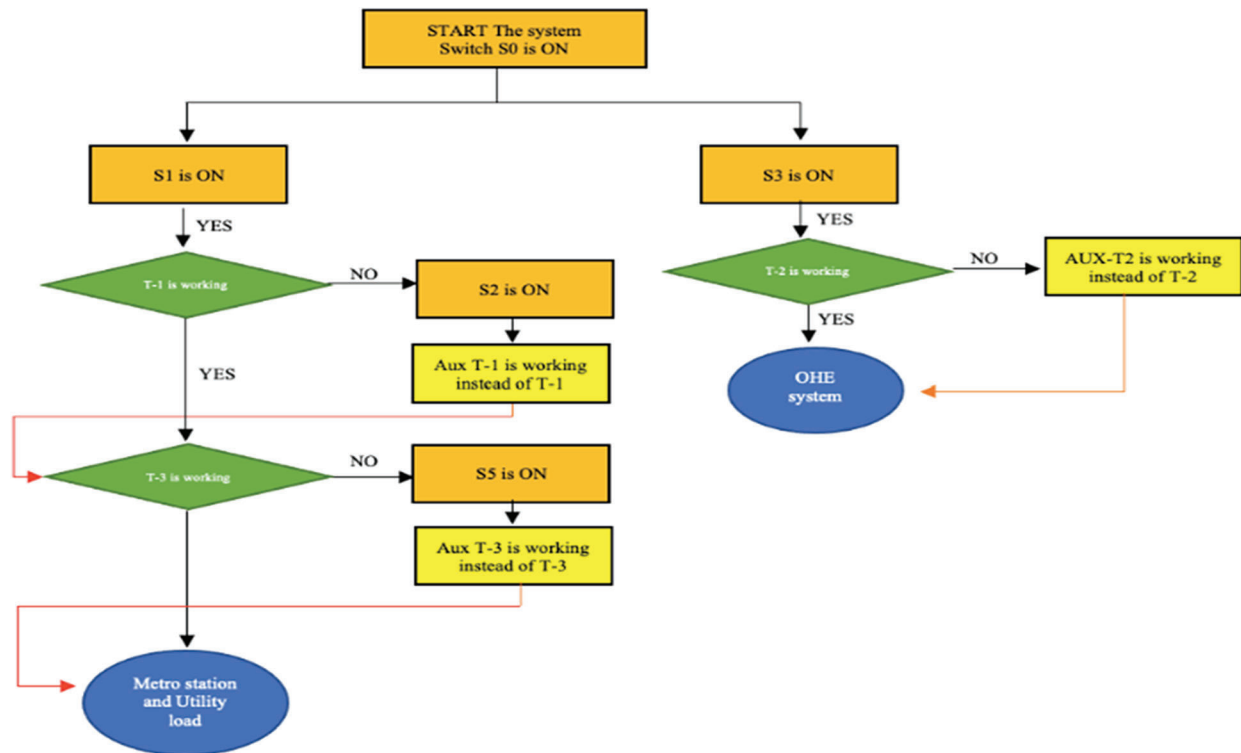 START The system
Switch S0 is ON
S1 is ON
S3 is ON
YES
YES
T-1 is working
NO
S2 is ON
T-2 is working
NO
AUX-T2 is working
instead of T-2
YES
YES
Aux T-1 is working
instead of T-1
OHE
system
T-3 is working
NO
S5 is ON
Aux T-3 is working
instead of T-3
Metro station
and Utility
load